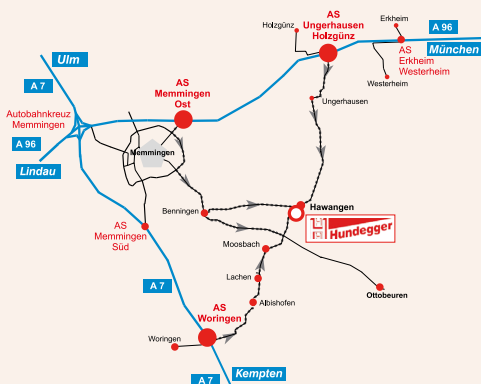 Holzgünz
AS
Ungerhausen
Holzgünz
Erkheim
A 96
München
AS
Erkheim
Westerheim
Westerheim
Ulm
A 7
AS
Memmingen
Ost
Ungerhausen
Autobahnkreuz
Memmingen
A 96
Lindau
Memmingen
Benningen
Hawangen
Hundegger
AS
Memmingen
Süd
Moosbach
Lachen
Ottobeuren
A 7
Albishofen
AS
Woringen
Woringen
Kempten
A 7